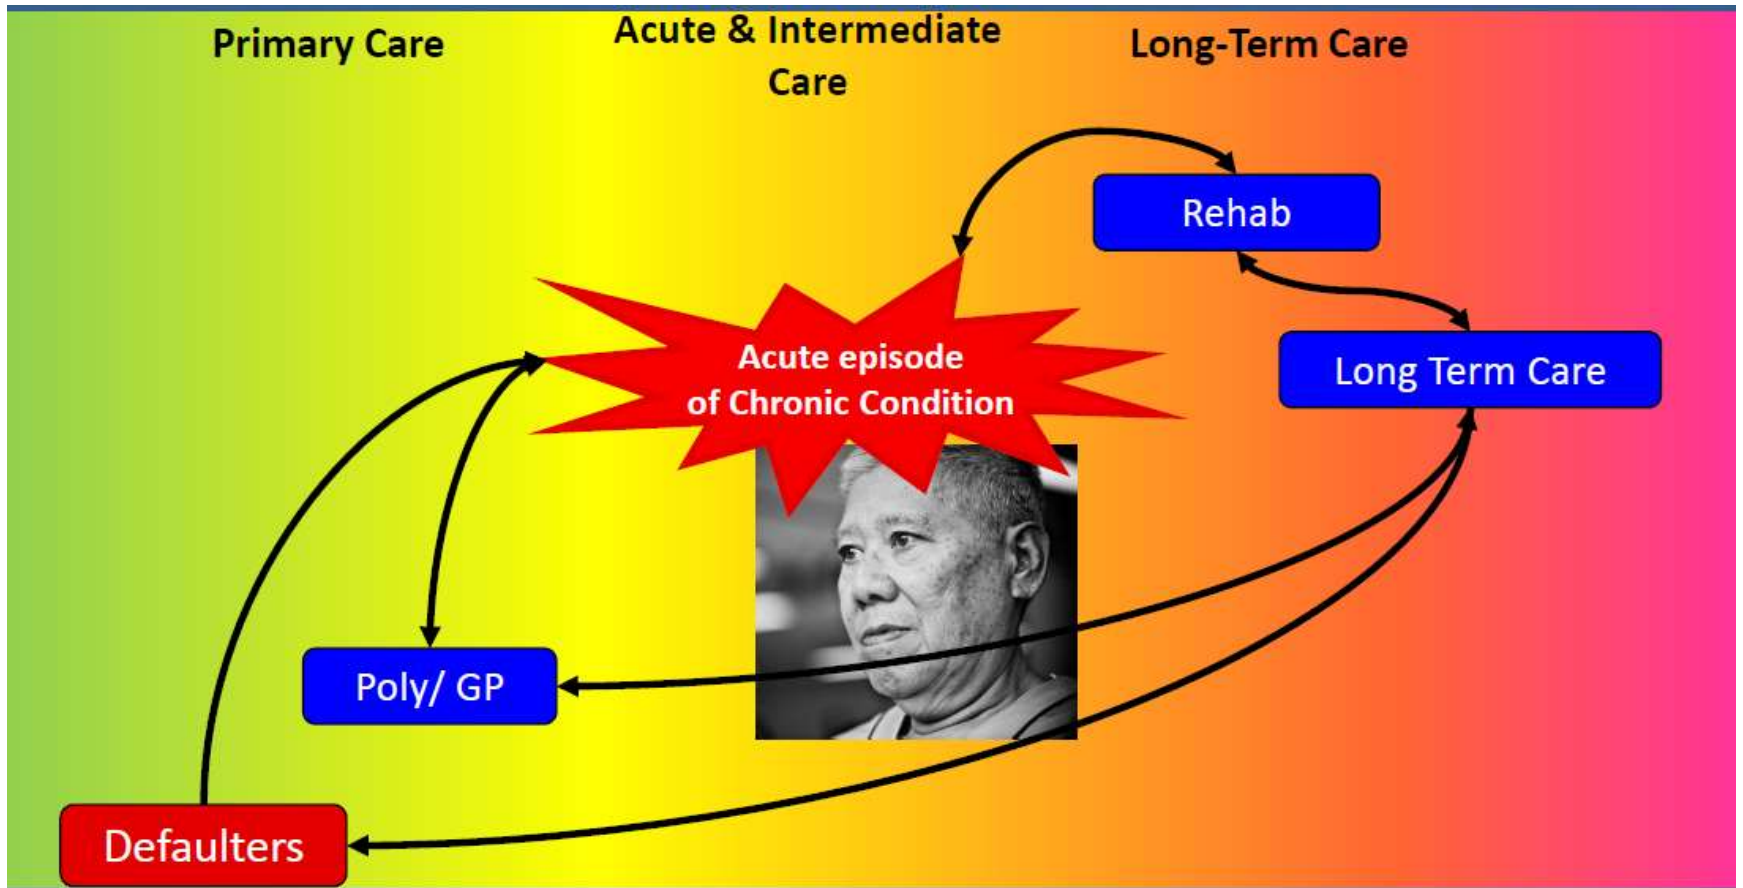 Primary Care
Acute & Intermediate
Care
Long-Term Care
Rehab
Acute episode
of Chronic Condition
Long Term Care
Poly/ GP
Defaulters